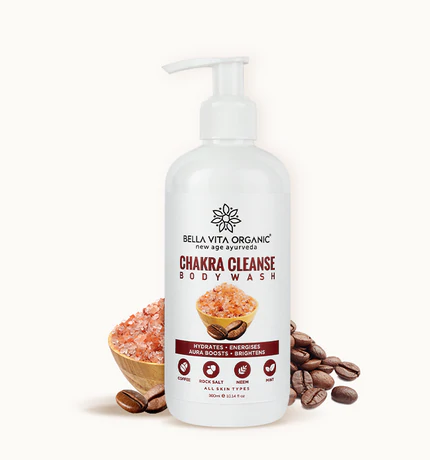 BELLA VITA ORGANIC®
new age ayurveda
CHAKRA CLEANSE
BODY WASH
HYDRATES • ENERGISES
AURA BOOSTS • BRIGHTENS
COFFEE ROCK SALT NEEM MINT
ALL SKIN TYPES